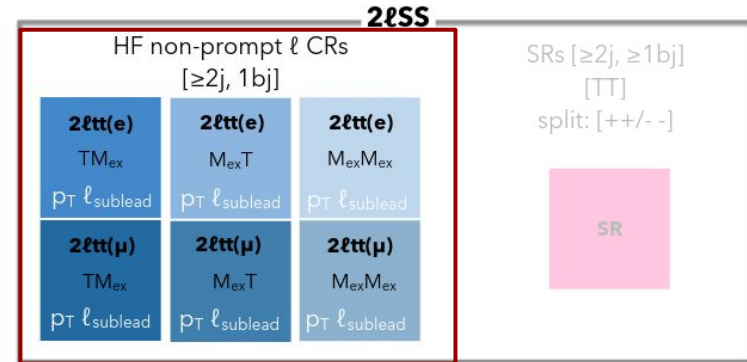 2ℓSS
HF non-prompt ℓ CRs
[≥2j, 1bj]
2ℓtt(e) 2ℓtt(e) 2ℓtt(e)
TMex MexT MexMex
pT ℓsublead pT ℓsublead pT ℓsublead
2ℓtt(μ) 2ℓtt(μ) 2ℓtt(μ)
TMex MexT MexMex
pT ℓsublead pT ℓsublead pT ℓsublead
SRs [≥2j, ≥1bj]
[TT]
split: [++/- -]
SR